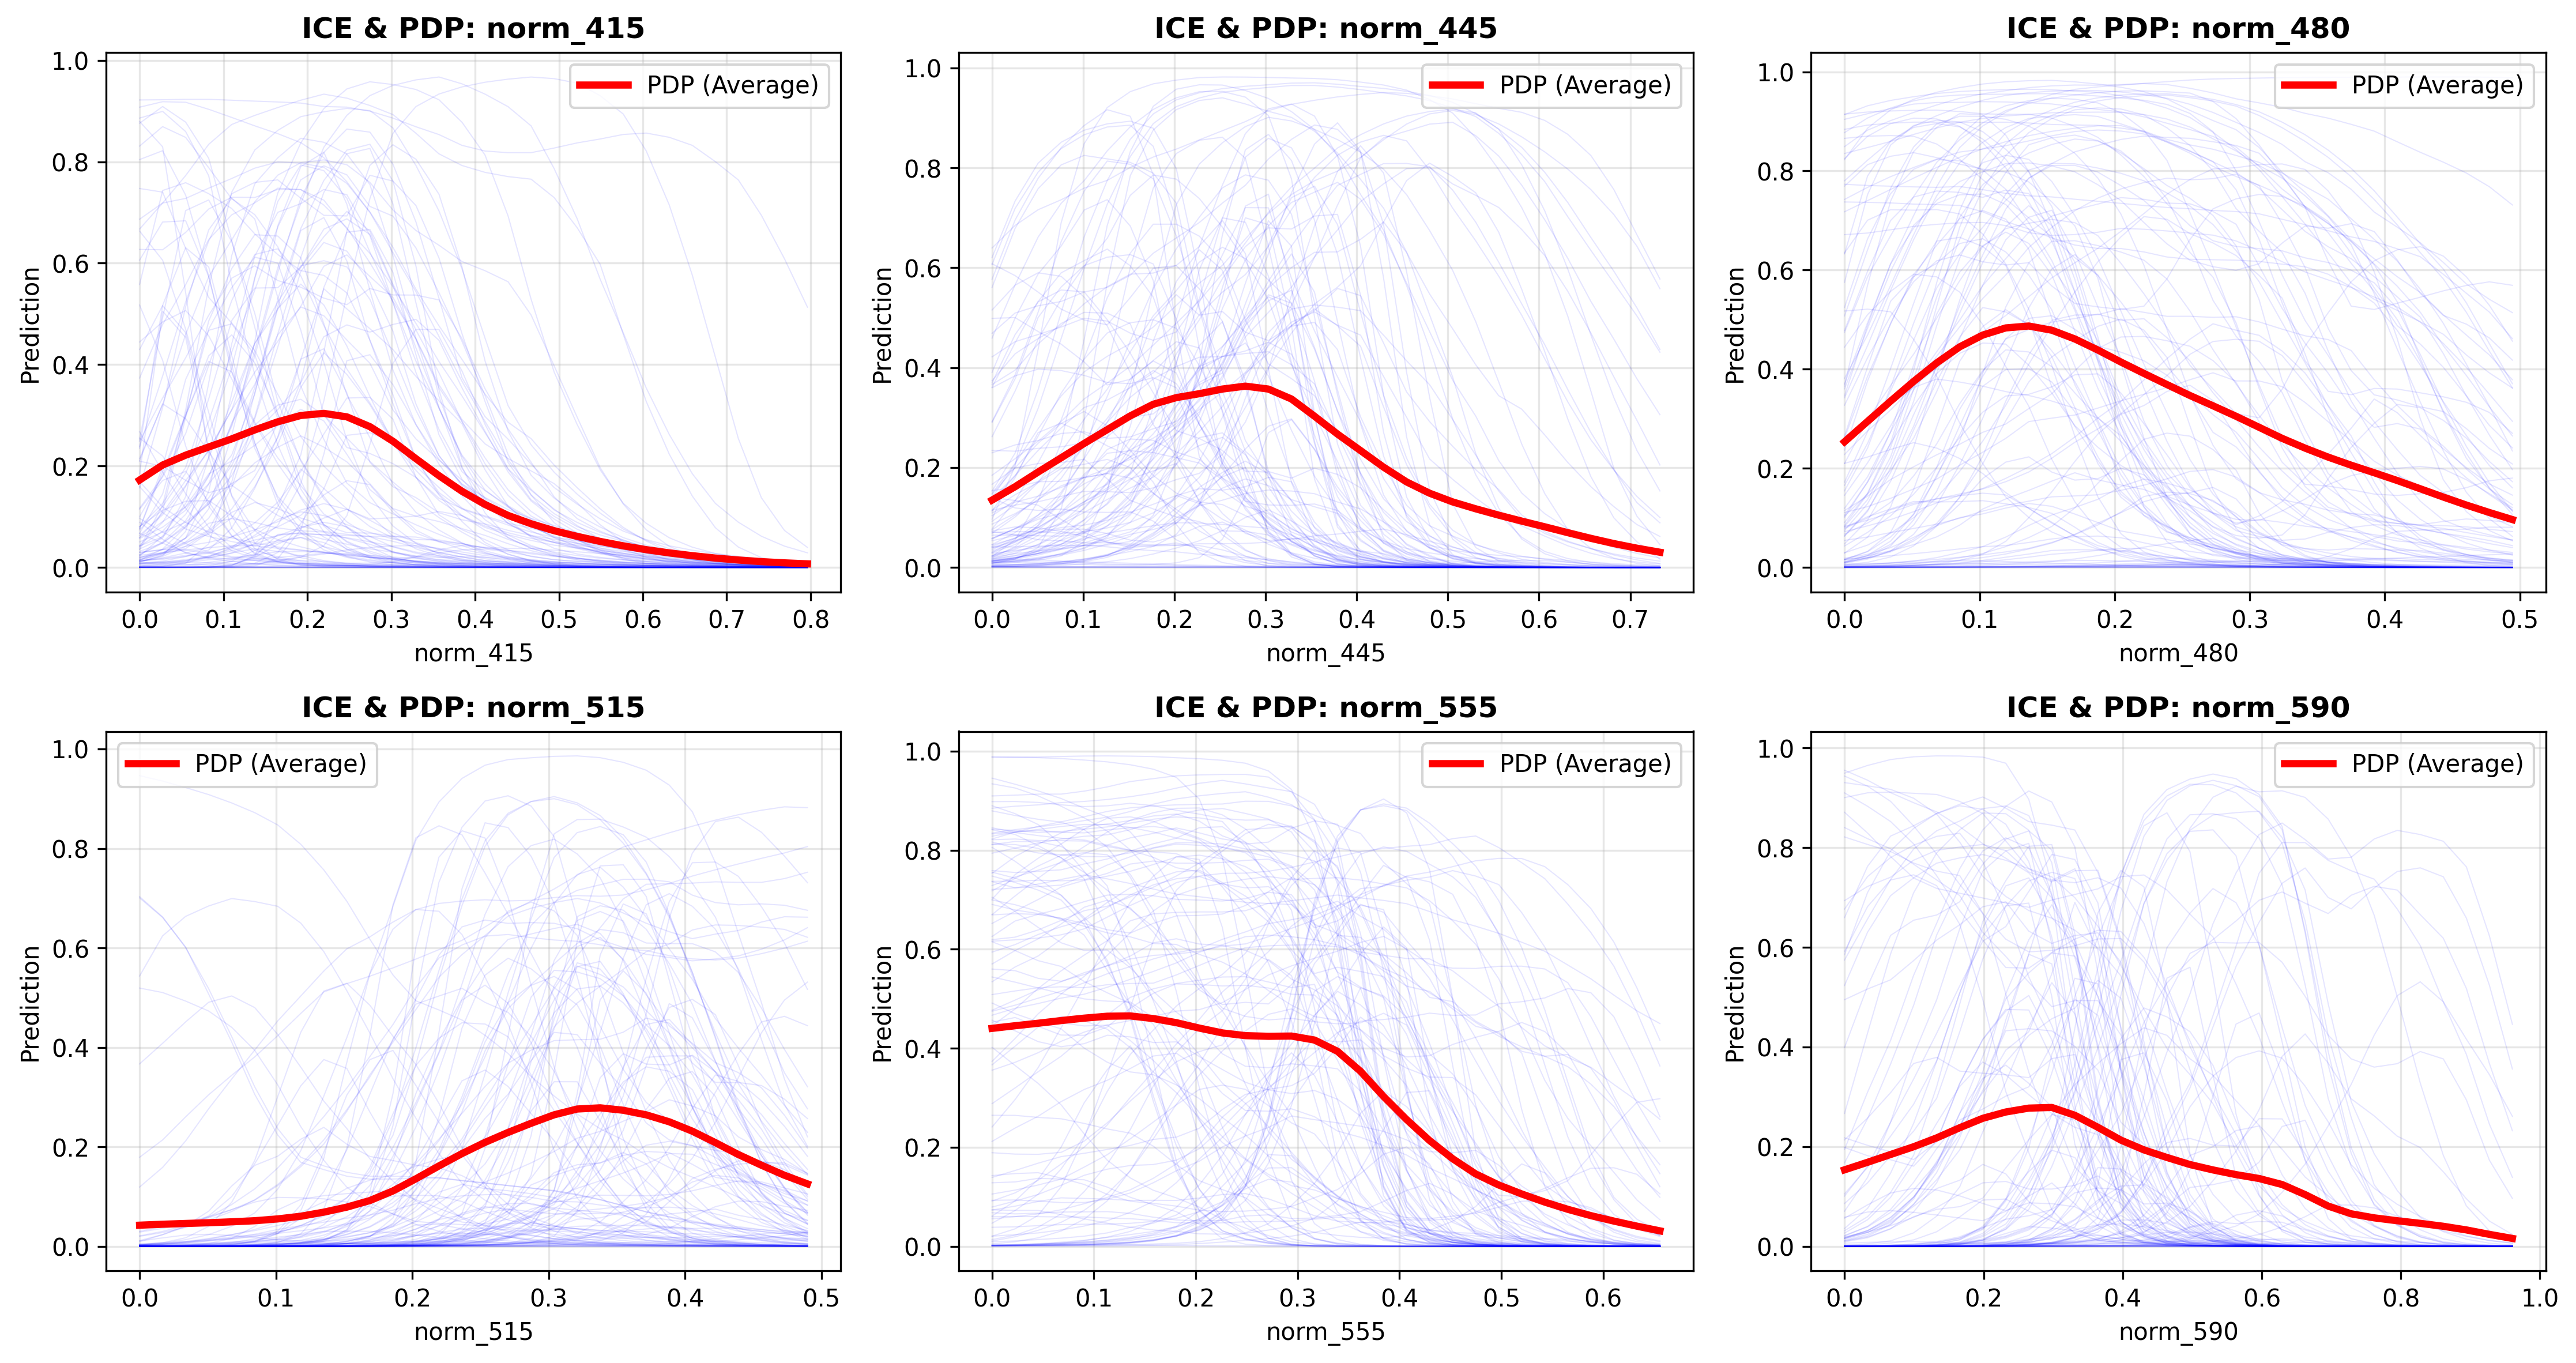 ICE & PDP: norm_415
PDP (Average)
Prediction
1.0
0.8
0.6
0.4
0.2
0.0
0.0 0.1 0.2 0.3 0.4 0.5 0.6 0.7 0.8
norm_415
ICE & PDP: norm_445
PDP (Average)
Prediction
1.0
0.8
0.6
0.4
0.2
0.0
0.0 0.1 0.2 0.3 0.4 0.5 0.6 0.7
norm_445
ICE & PDP: norm_480
PDP (Average)
Prediction
1.0
0.8
0.6
0.4
0.2
0.0
0.0 0.1 0.2 0.3 0.4 0.5
norm_480
ICE & PDP: norm_515
PDP (Average)
Prediction
1.0
0.8
0.6
0.4
0.2
0.0
0.0 0.1 0.2 0.3 0.4 0.5
norm_515
ICE & PDP: norm_555
PDP (Average)
Prediction
1.0
0.8
0.6
0.4
0.2
0.0
0.0 0.1 0.2 0.3 0.4 0.5 0.6
norm_555
ICE & PDP: norm_590
PDP (Average)
Prediction
1.0
0.8
0.6
0.4
0.2
0.0
0.0 0.2 0.4 0.6 0.8 1.0
norm_590